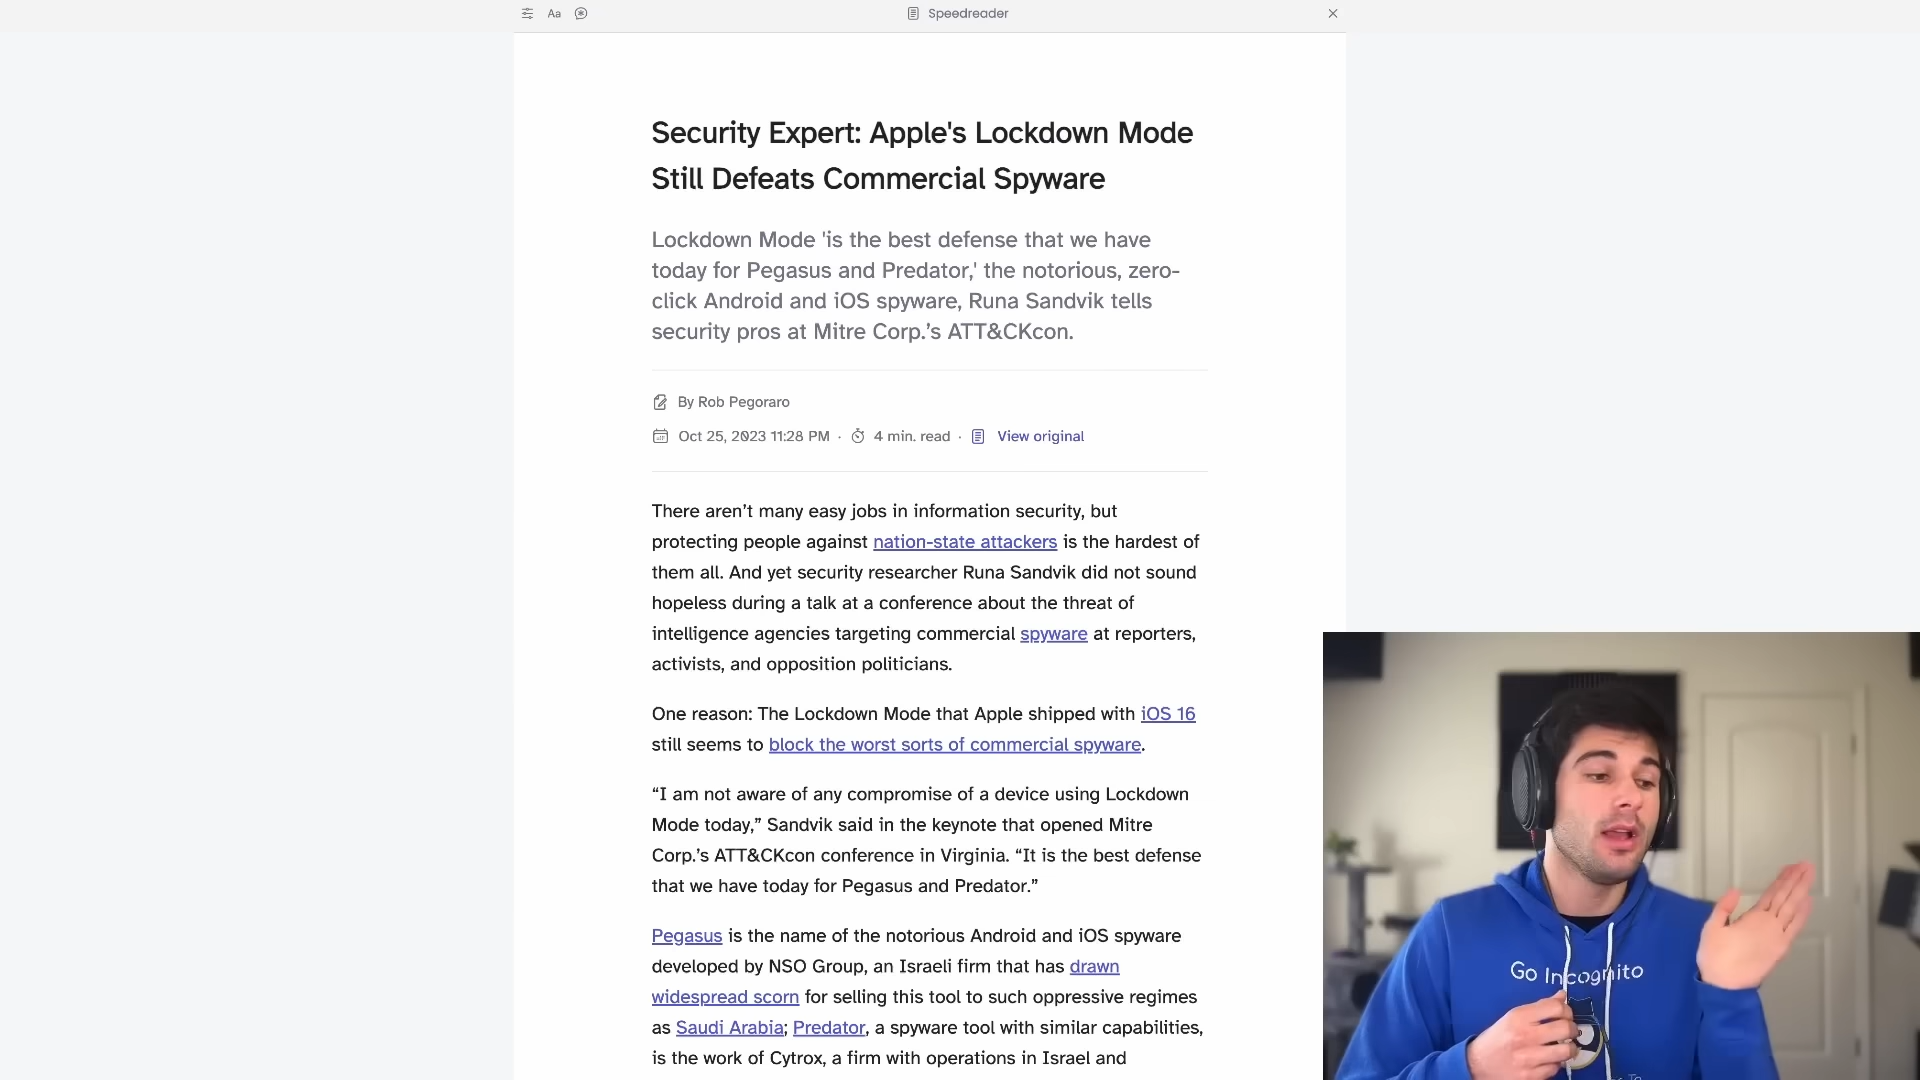 Aa
Speedreader
Security Expert: Apple's Lockdown Mode
Still Defeats Commercial Spyware
Lockdown Mode 'is the best defense that we have
today for Pegasus and Predator,' the notorious, zero-
click Android and iOS spyware, Runa Sandvik tells
security pros at Mitre Corp.’s ATT&CKcon.
By Rob Pegoraro
Oct 25, 2023 11:28 PM · 4 min. read · View original
There aren’t many easy jobs in information security, but
protecting people against nation-state attackers is the hardest of
them all. And yet security researcher Runa Sandvik did not sound
hopeless during a talk at a conference about the threat of
intelligence agencies targeting commercial spyware at reporters,
activists, and opposition politicians.
One reason: The Lockdown Mode that Apple shipped with iOS 16
still seems to block the worst sorts of commercial spyware.
“I am not aware of any compromise of a device using Lockdown
Mode today,” Sandvik said in the keynote that opened Mitre
Corp.’s ATT&CKcon conference in Virginia. “It is the best defense
that we have today for Pegasus and Predator.”
Pegasus is the name of the notorious Android and iOS spyware
developed by NSO Group, an Israeli firm that has drawn
widespread scorn for selling this tool to such oppressive regimes
as Saudi Arabia; Predator, a spyware tool with similar capabilities,
is the work of Cytrox, a firm with operations in Israel and
Go Incognito